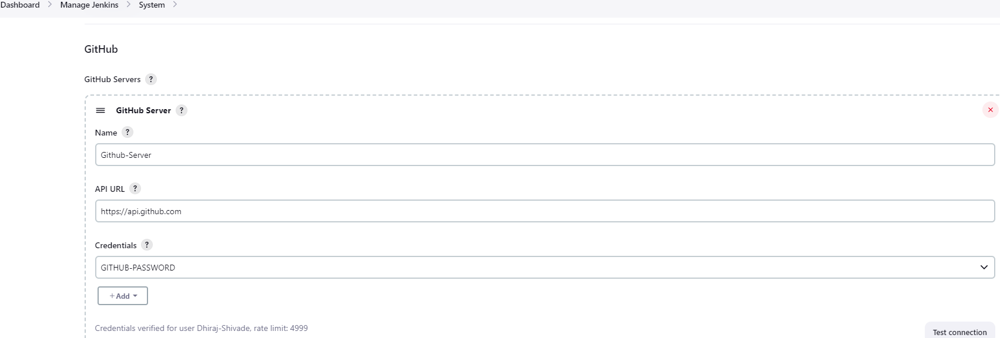 Dashboard > Manage Jenkins > System >
GitHub
GitHub Servers ?
GitHub Server ?
Name ?
Github-Server
API URL ?
https://api.github.com
Credentials ?
GITHUB-PASSWORD
+ Add
Credentials verified for user Dhiraj-Shivade, rate limit: 4999
Test connection